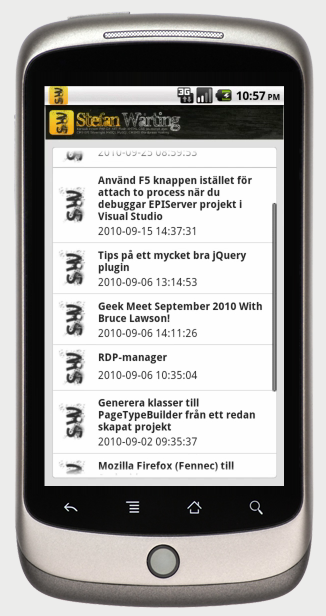 3G
10:57 PM
Stefan Wärting
2010-09-23 08:59:53
Använd F5 knappen istället för
attach to process när du
debuggar EPIServer projekt i
Visual Studio
2010-09-15 14:37:31
Tips på ett mycket bra jQuery
plugin
2010-09-06 13:14:53
Geek Meet September 2010 With
Bruce Lawson!
2010-09-06 14:11:26
RDP-manager
2010-09-06 10:35:04
Generera klasser till
PageTypeBuilder från ett redan
skapat projekt
2010-09-02 09:35:37
Mozilla Firefox (Fennec) till